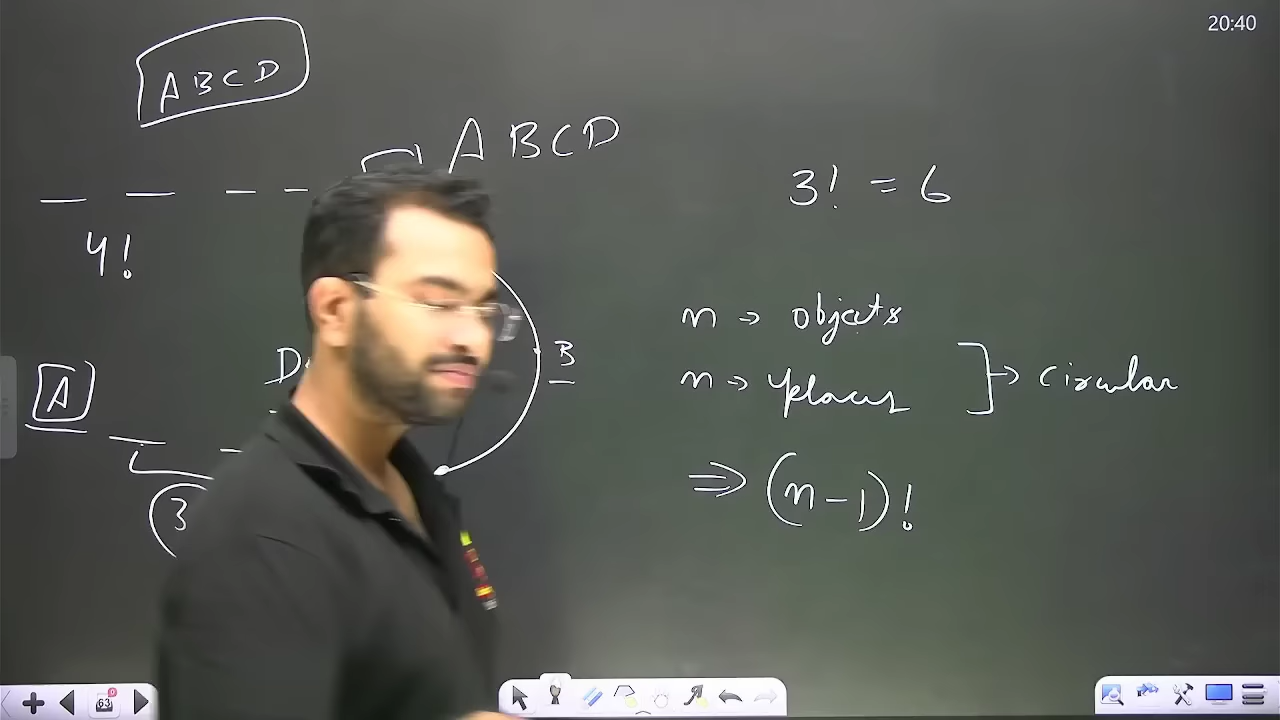 20:40
ABCD
ABCD
4!
3! = 6
n → objects
n → places
] → circular
⇒ (n-1)!
A
B
D
3
63